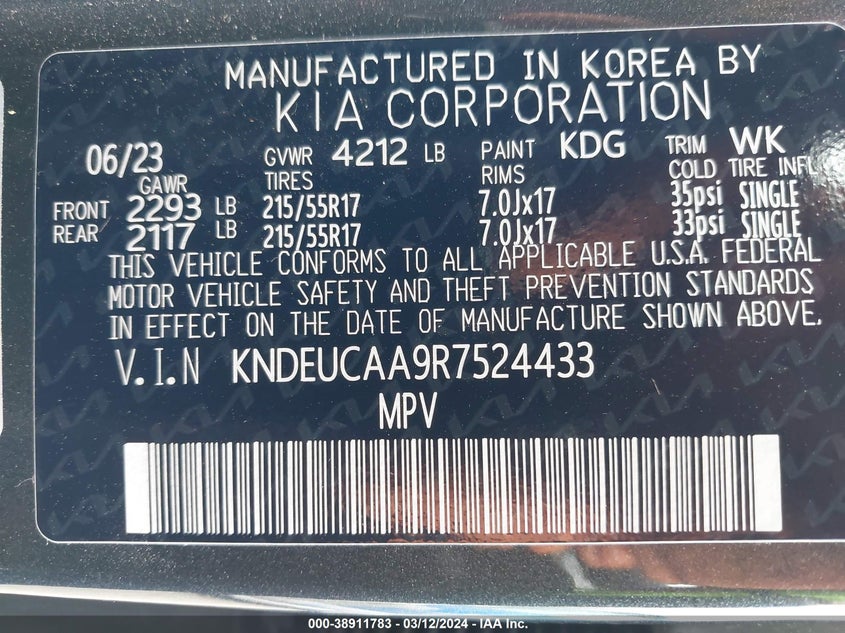 MANUFACTURED IN KOREA BY
KIA CORPORATION
06/23 GVWR 4212 LB PAINT KDG TRIM WK
GAWR TIRES RIMS COLD TIRE INFL
FRONT 2293 LB 215/55R17 7.0Jx17 35psi SINGLE
REAR 2117 LB 215/55R17 7.0Jx17 33psi SINGLE
THIS VEHICLE CONFORMS TO ALL APPLICABLE U.S.A. FEDERAL
MOTOR VEHICLE SAFETY AND THEFT PREVENTION STANDARDS
IN EFFECT ON THE DATE OF MANUFACTURE SHOWN ABOVE.
V.I.N KNDEUCAA9R7524433
MPV
000-38911783 - 03/12/2024 - IAA Inc.